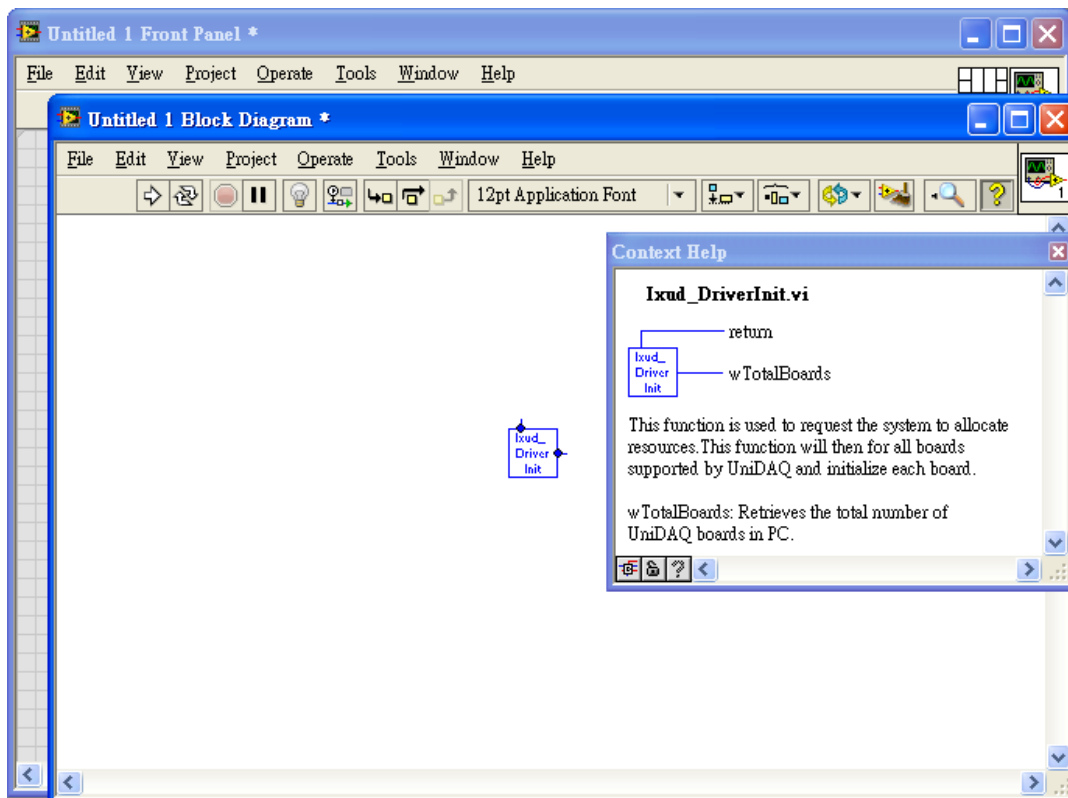 Untitled 1 Front Panel *
File Edit View Project Operate Tools Window Help
Untitled 1 Block Diagram *
File Edit View Project Operate Tools Window Help
12pt Application Font
1
Context Help
Ixud_DriverInit.vi
return
Ixud_
Driver
Init
wTotalBoards
This function is used to request the system to allocate
resources.This function will then for all boards
supported by UniDAQ and initialize each board.
wTotalBoards: Retrieves the total number of
UniDAQ boards in PC.
Ixud_
Driver
Init